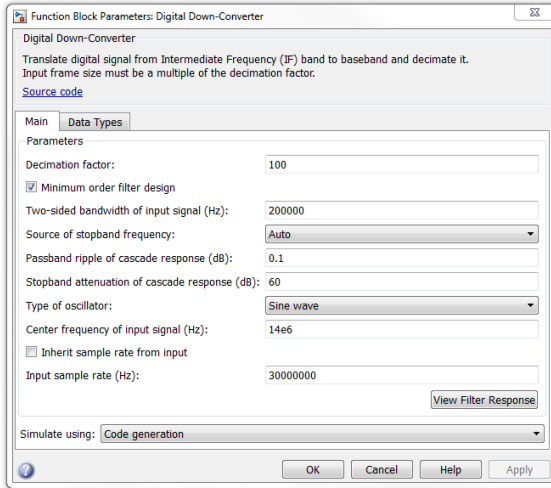 Function Block Parameters: Digital Down-Converter
Digital Down-Converter
Translate digital signal from Intermediate Frequency (IF) band to baseband and decimate it.
Input frame size must be a multiple of the decimation factor.
Source code
Main Data Types
Parameters
Decimation factor: 100
Minimum order filter design
Two-sided bandwidth of input signal (Hz): 200000
Source of stopband frequency: Auto
Passband ripple of cascade response (dB): 0.1
Stopband attenuation of cascade response (dB): 60
Type of oscillator: Sine wave
Center frequency of input signal (Hz): 14e6
Inherit sample rate from input
Input sample rate (Hz): 30000000
View Filter Response
Simulate using: Code generation
OK Cancel Help Apply